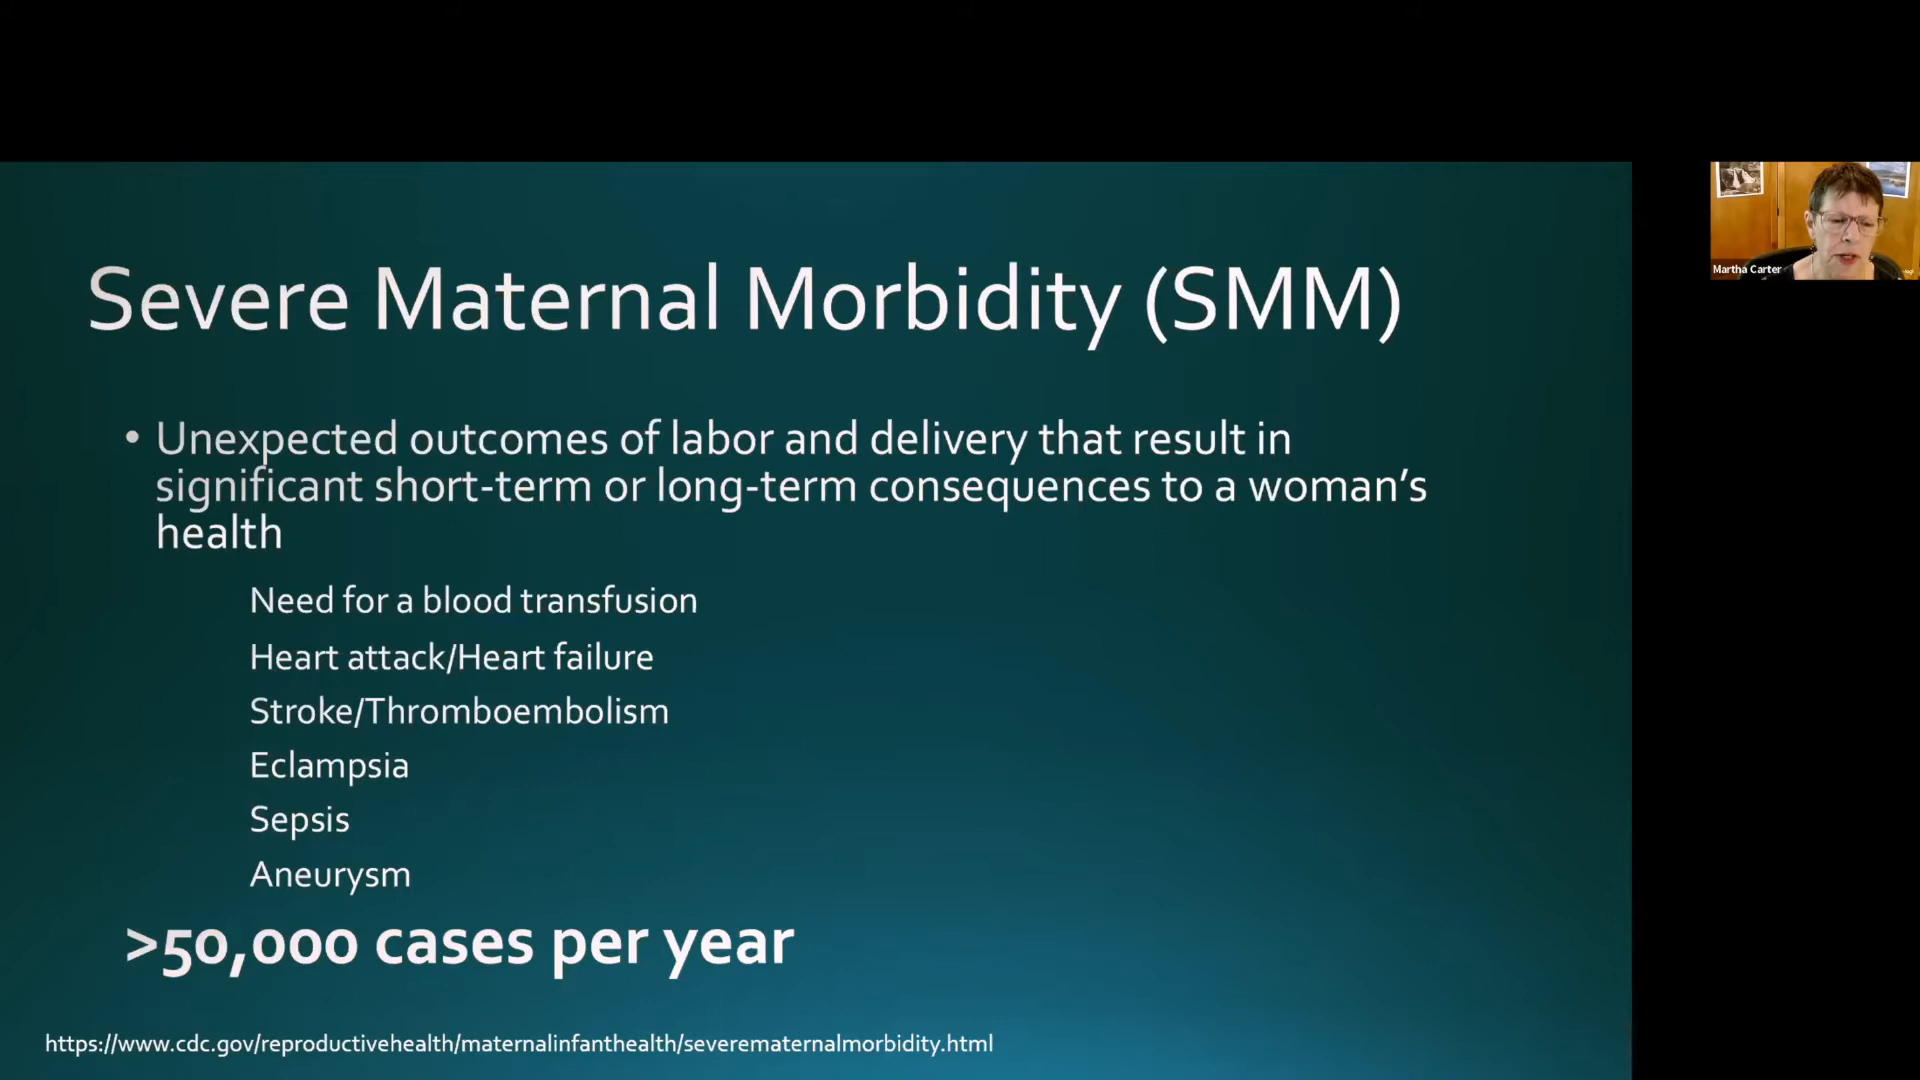 Severe Maternal Morbidity (SMM)
• Unexpected outcomes of labor and delivery that result in
significant short-term or long-term consequences to a woman’s
health
Need for a blood transfusion
Heart attack/Heart failure
Stroke/Thromboembolism
Eclampsia
Sepsis
Aneurysm
>50,000 cases per year
https://www.cdc.gov/reproductivehealth/maternalinfanthealth/severematernalmorbidity.html
Martha Carter